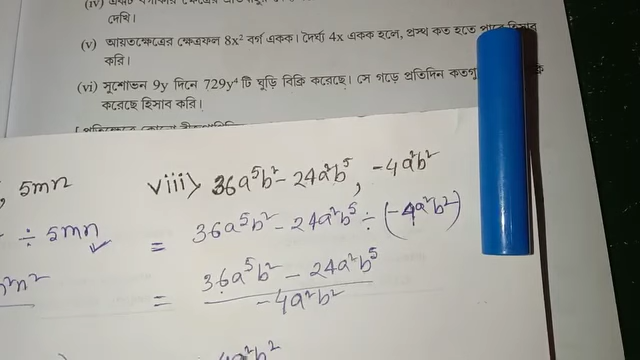 দেখি।
(v) আয়তক্ষেত্রের ক্ষেত্রফল 8x² বর্গ একক। দৈর্ঘ্য 4x একক হলে, প্রস্থ কত হতে পারে হিসাব
করি।
(vi) সুশোভন 9y দিনে 729y⁴ টি ঘুড়ি বিক্রি করেছে। সে গড়ে প্রতিদিন
করেছে হিসাব করি।
, 5mn
viii) 36a⁵b² - 24a²b⁵, -4a²b²
÷ 5mn
= 36a⁵b² - 24a²b⁵ ÷ (-4a²b²)
= 36a⁵b² - 24a²b⁵
-4a²b²